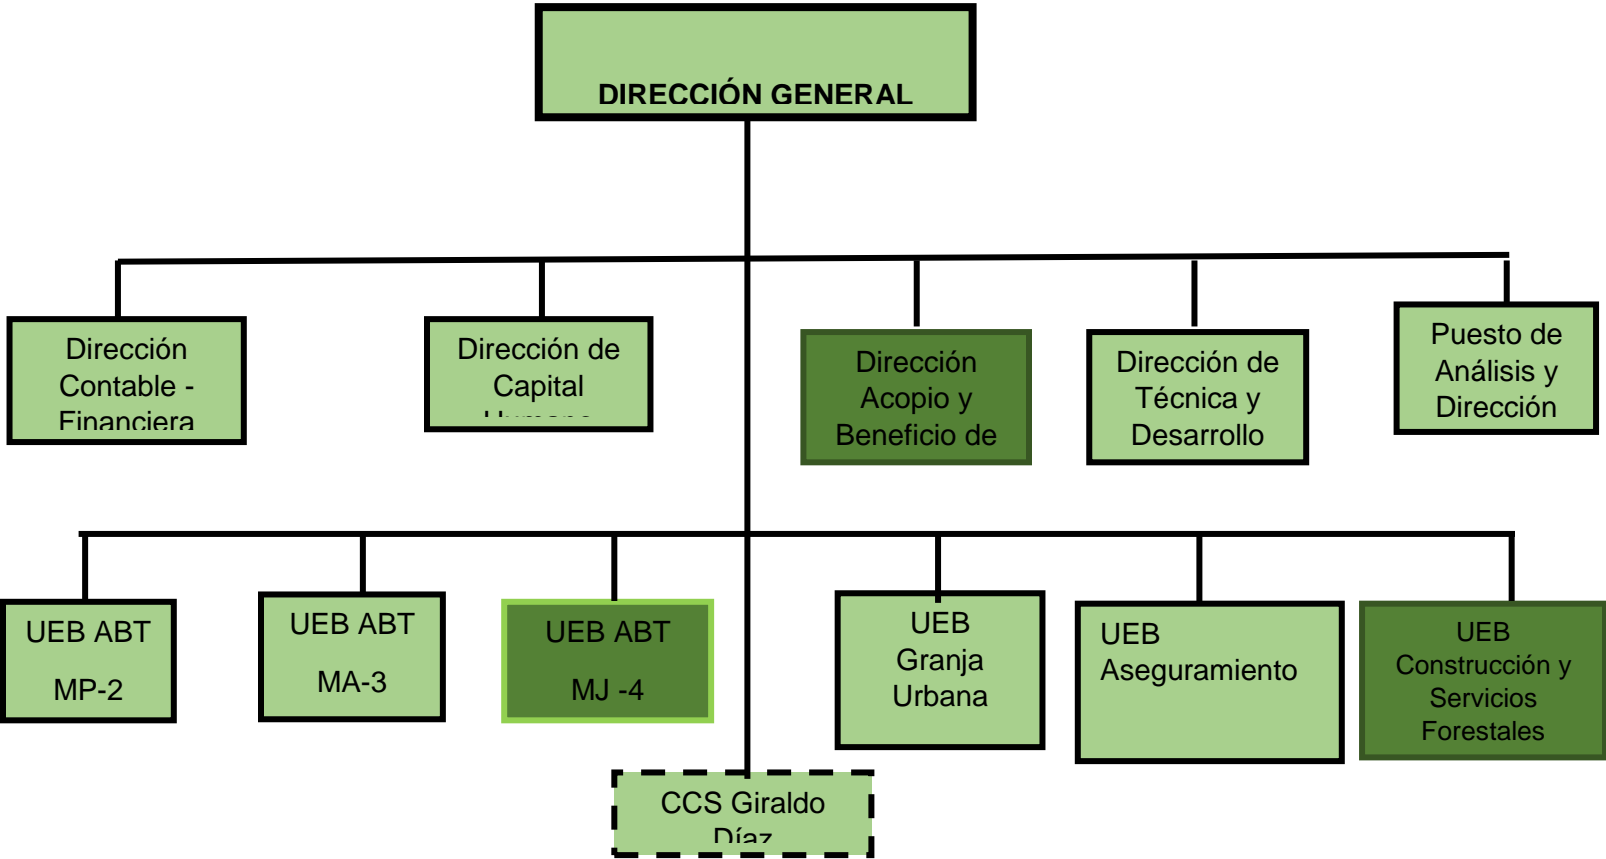 DIRECCIÓN GENERAL
Dirección
Contable -
Financiera
Dirección de
Capital
Humano
Dirección
Acopio y
Beneficio de
Dirección de
Técnica y
Desarrollo
Puesto de
Análisis y
Dirección
UEB ABT
MP-2
UEB ABT
MA-3
UEB ABT
MJ -4
UEB
Granja
Urbana
UEB
Aseguramiento
UEB
Construcción y
Servicios
Forestales
CCS Giraldo
Díaz